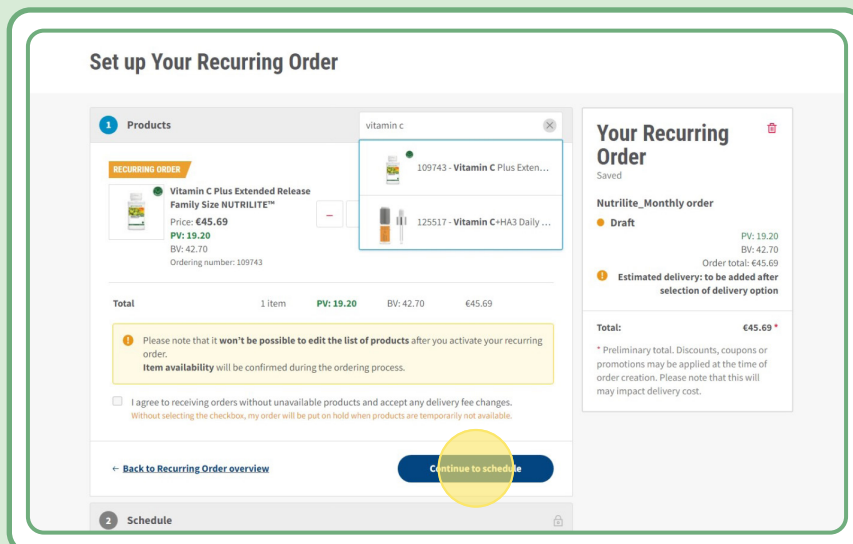 Set up Your Recurring Order
1 Products
vitamin c
109743 - Vitamin C Plus Exten...
125517 - Vitamin C+HA3 Daily ...
RECURRING ORDER
Vitamin C Plus Extended Release
Family Size NUTRILITE™
Price: €45.69
PV: 19.20
BV: 42.70
Ordering number: 109743
−
Total 1 item PV: 19.20 BV: 42.70 €45.69
Please note that it won't be possible to edit the list of products after you activate your recurring
order.
Item availability will be confirmed during the ordering process.
I agree to receiving orders without unavailable products and accept any delivery fee changes.
Without selecting the checkbox, my order will be put on hold when products are temporarily not available.
← Back to Recurring Order overview
Continue to schedule
2 Schedule
Your Recurring
Order
Saved
Nutrilite_Monthly order
Draft
PV: 19.20
BV: 42.70
Order total: €45.69
Estimated delivery: to be added after
selection of delivery option
Total: €45.69 *
* Preliminary total. Discounts, coupons or
promotions may be applied at the time of
order creation. Please note that this will
may impact delivery cost.